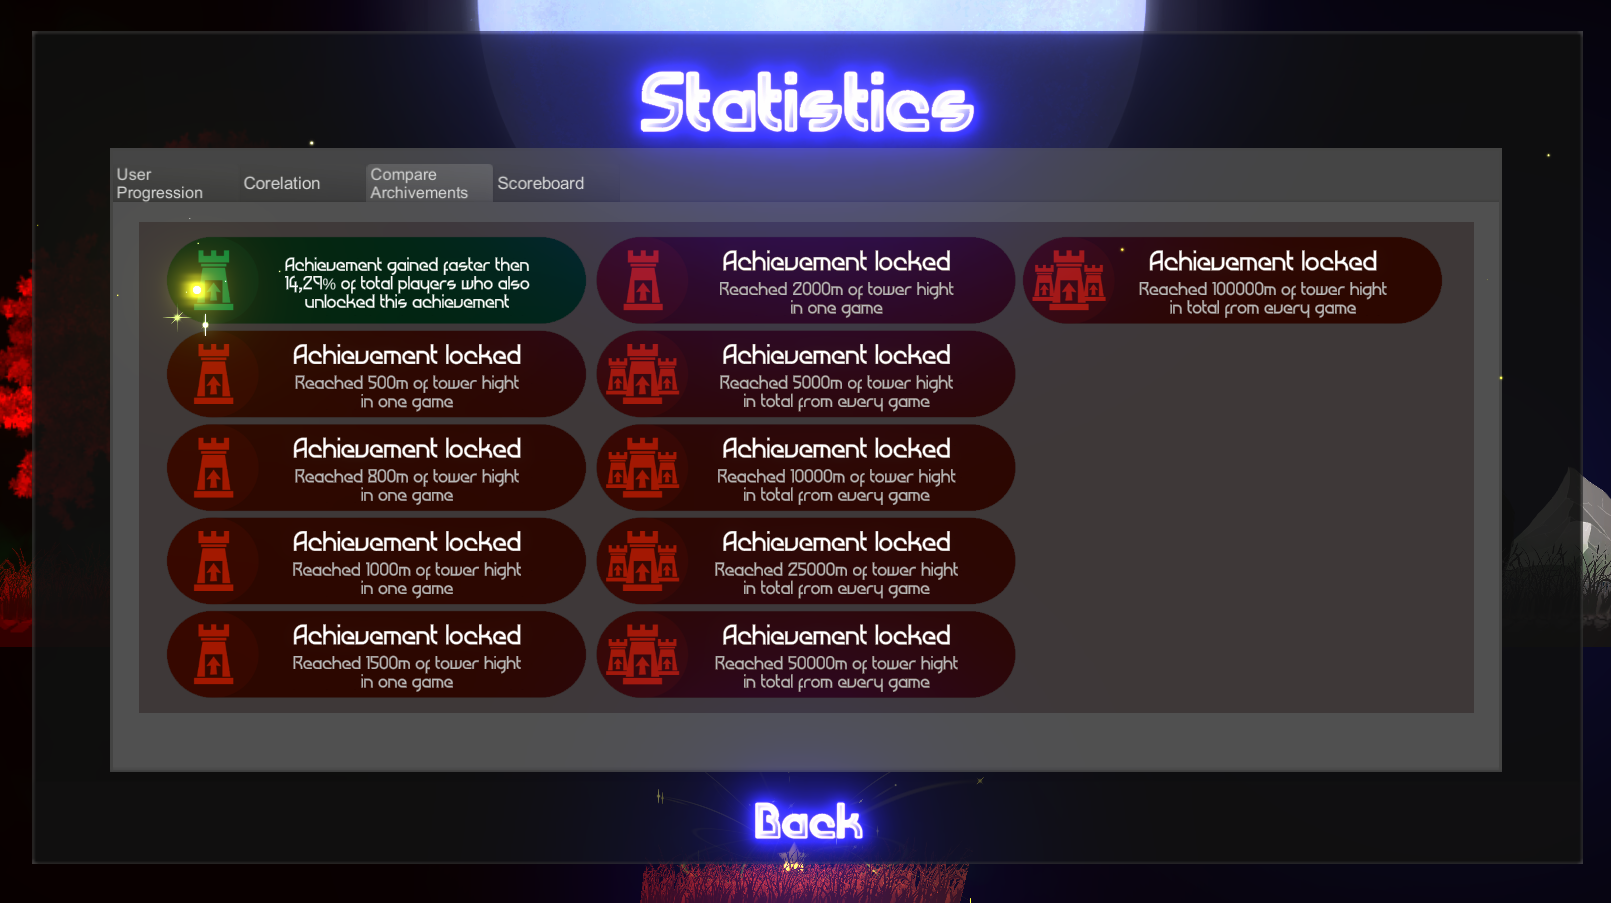 Statistics
User
Progression
Corelation
Compare
Archivements
Scoreboard
Achievement gained faster then
14,29% of total players who also
unlocked this achievement
Achievement locked
Reached 500m of tower hight
in one game
Achievement locked
Reached 800m of tower hight
in one game
Achievement locked
Reached 1000m of tower hight
in one game
Achievement locked
Reached 1500m of tower hight
in one game
Achievement locked
Reached 2000m of tower hight
in one game
Achievement locked
Reached 5000m of tower hight
in total from every game
Achievement locked
Reached 10000m of tower hight
in total from every game
Achievement locked
Reached 25000m of tower hight
in total from every game
Achievement locked
Reached 50000m of tower hight
in total from every game
Achievement locked
Reached 100000m of tower hight
in total from every game
Back